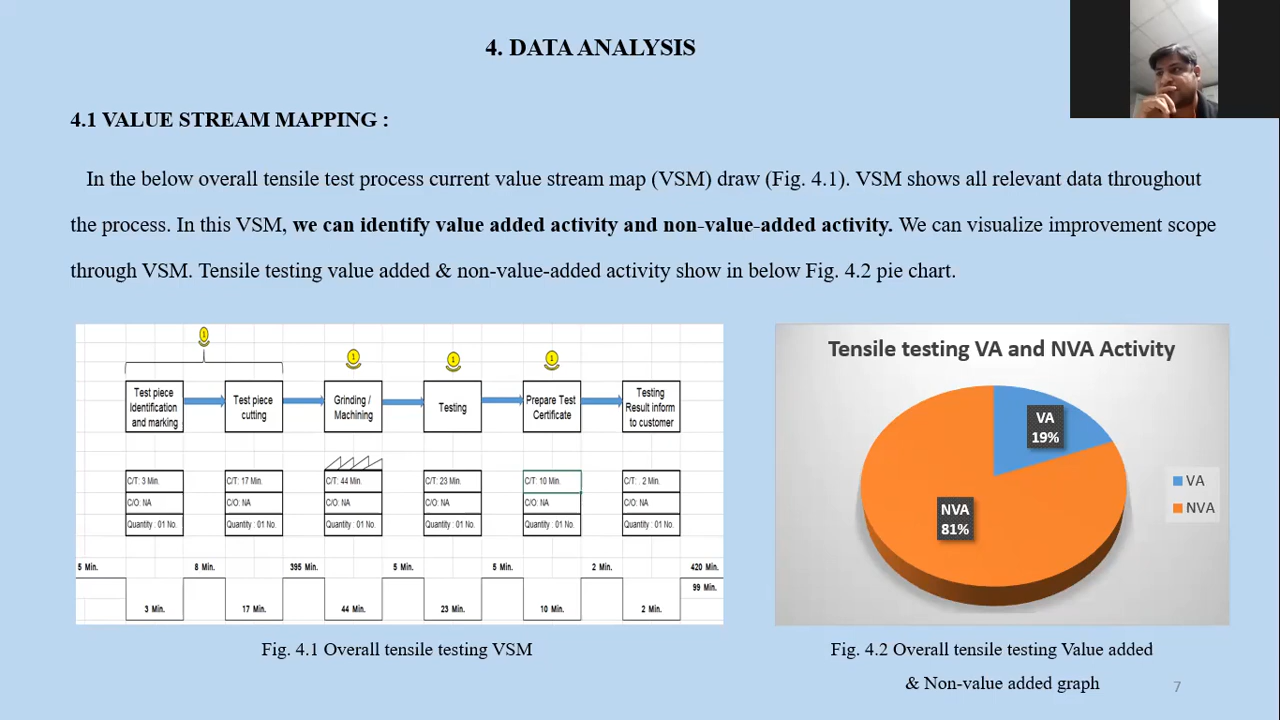 4. DATA ANALYSIS
4.1 VALUE STREAM MAPPING :
In the below overall tensile test process current value stream map (VSM) draw (Fig. 4.1). VSM shows all relevant data throughout
the process. In this VSM, we can identify value added activity and non-value-added activity. We can visualize improvement scope
through VSM. Tensile testing value added & non-value-added activity show in below Fig. 4.2 pie chart.
1
1
1
1
Test piece
Identification
and marking
Test piece
cutting
Grinding /
Machining
Testing
Prepare Test
Certificate
Testing
Result inform
to customer
C/T: 3 Min.
C/O: NA
Quantity : 01 No.
C/T: 17 Min.
C/O: NA
Quantity : 01 No.
C/T: 44 Min.
C/O: NA
Quantity : 01 No.
C/T: 23 Min.
C/O: NA
Quantity : 01 No.
C/T: 10 Min.
C/O: NA
Quantity : 01 No.
C/T: . 2 Min.
C/O: NA
Quantity : 01 No.
5 Min. 8 Min. 395 Min. 5 Min. 5 Min. 2 Min. 420 Min.
99 Min.
3 Min. 17 Min. 44 Min. 23 Min. 10 Min. 2 Min.
Fig. 4.1 Overall tensile testing VSM
Tensile testing VA and NVA Activity
VA
19%
NVA
81%
VA
NVA
Fig. 4.2 Overall tensile testing Value added
& Non-value added graph
7